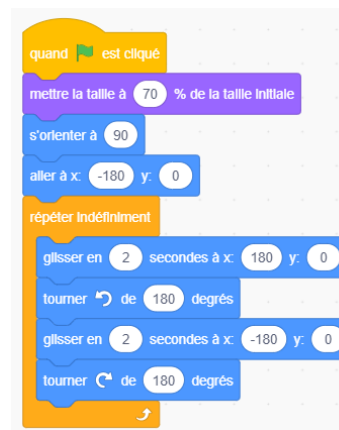 quand est cliqué
mettre la taille à 70 % de la taille initiale
s'orienter à 90
aller à x: -180 y: 0
répéter indéfiniment
glisser en 2 secondes à x: 180 y: 0
tourner de 180 degrés
glisser en 2 secondes à x: -180 y: 0
tourner de 180 degrés